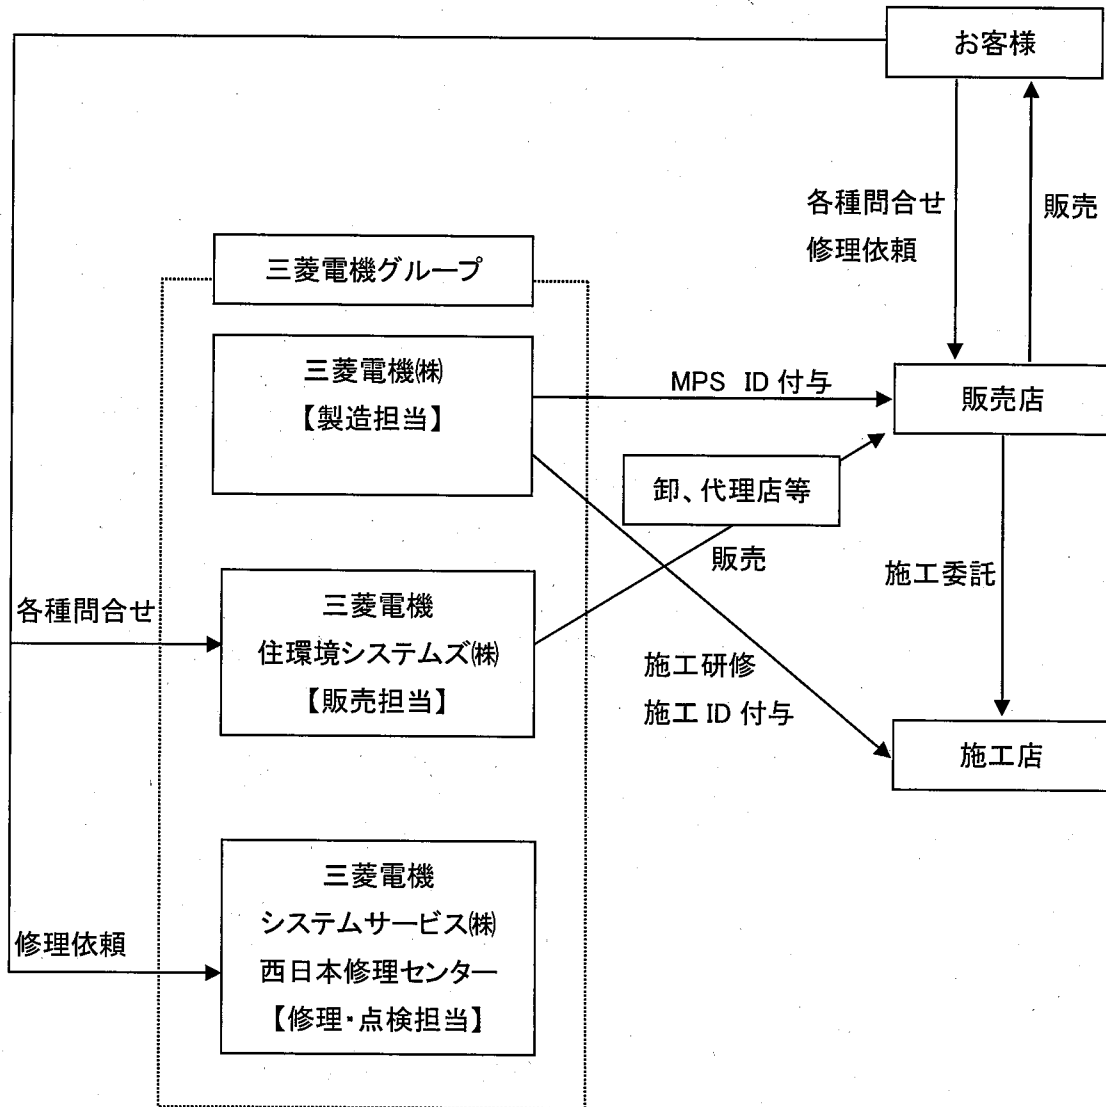 お客様
各種問合せ
修理依頼
販売
三菱電機グループ
三菱電機㈱
【製造担当】
MPS ID 付与
販売店
卸、代理店等
販売
施工委託
各種問合せ
三菱電機
住環境システムズ㈱
【販売担当】
施工研修
施工 ID 付与
施工店
三菱電機
システムサービス㈱
西日本修理センター
【修理・点検担当】
修理依頼